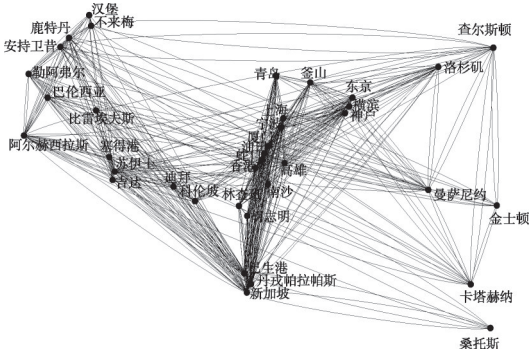 汉堡
不来梅
鹿特丹
安特卫普
查尔斯顿
勒阿弗尔
洛杉矶
青岛
釜山
巴伦西亚
东京
横滨
神户
比雷埃夫斯
上海
阿尔赫西拉斯
塞得港
苏伊士
吉达
迪拜
科伦坡
香港
高雄
林查班
南沙
胡志明
曼萨尼约
金士顿
巴生港
丹戎帕拉帕斯
新加坡
卡塔赫纳
桑托斯